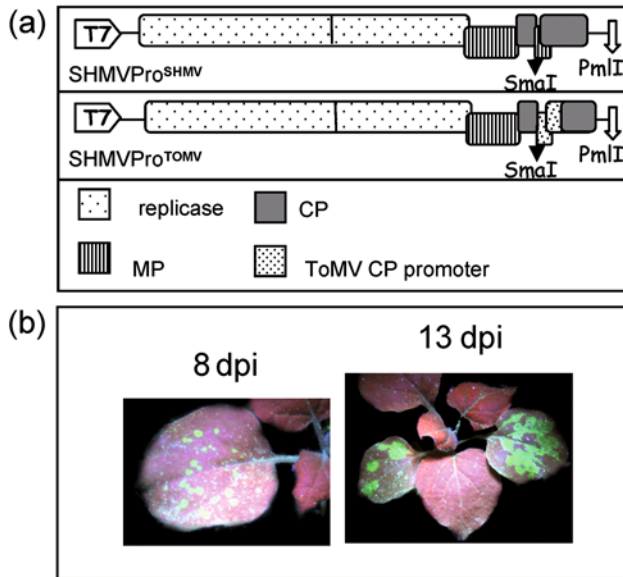 (a)
T7
SHMVPro^SHMV
SmaI
PmlI
T7
SHMVPro^TOMV
SmaI
PmlI
replicase
CP
MP
ToMV CP promoter
(b)
8 dpi
13 dpi